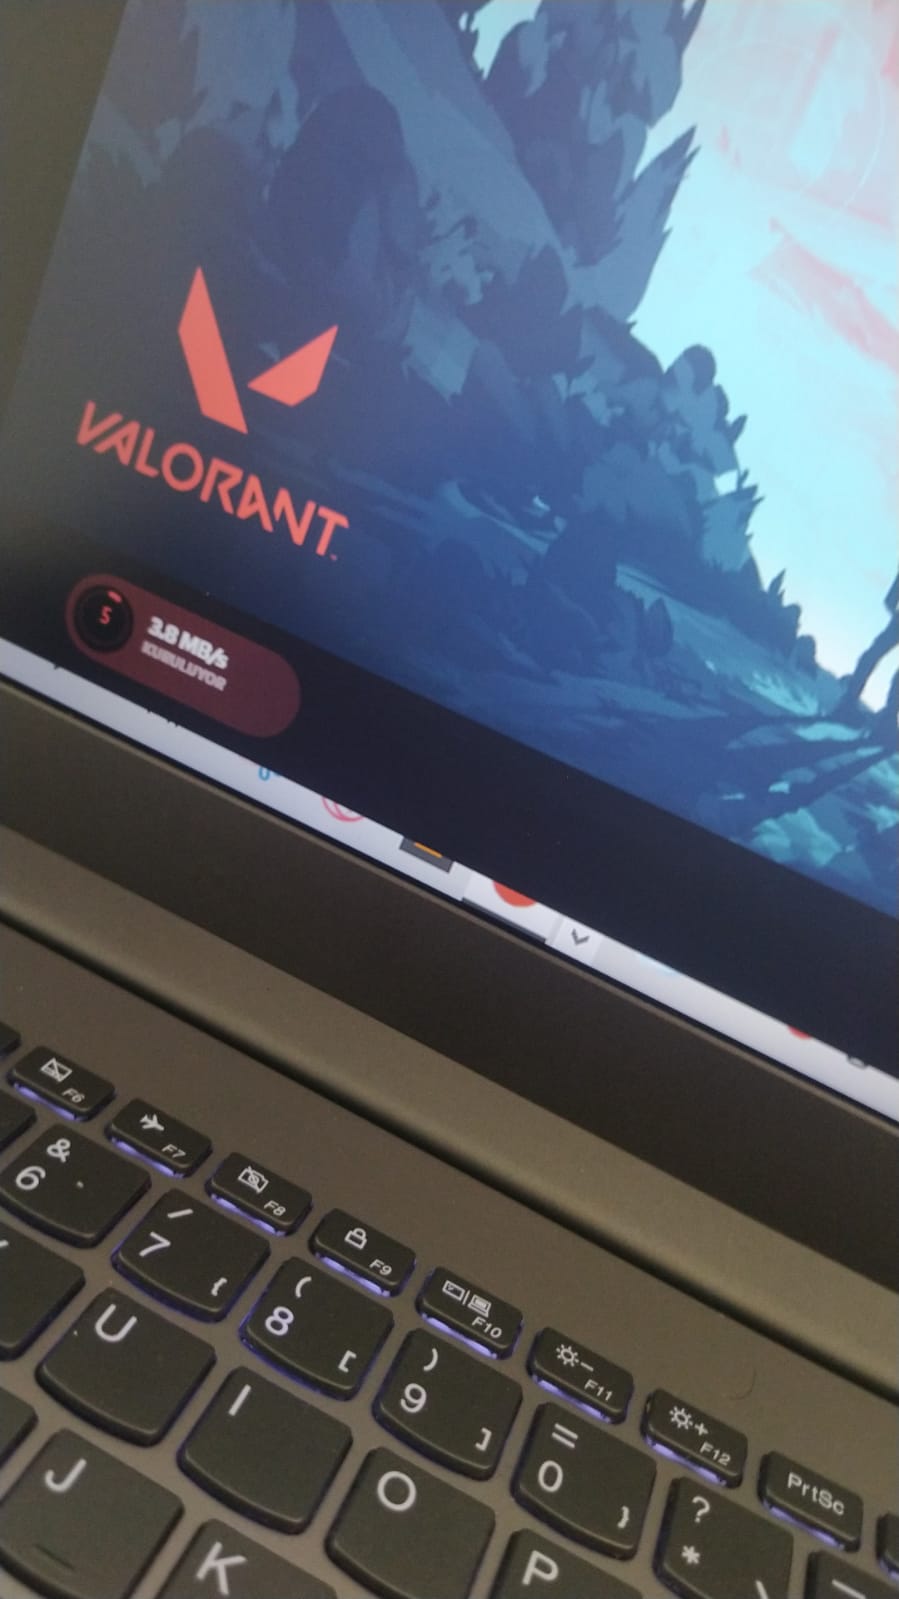 VALORANT
5
3.8 MB/s
KURULUYOR
F6
F7
F8
F9
F10
F11
F12
PrtSc
&
6
/
7 {
(
8 [
)
9 ]
=
0 }
?
*
U
I
O
P
J
K